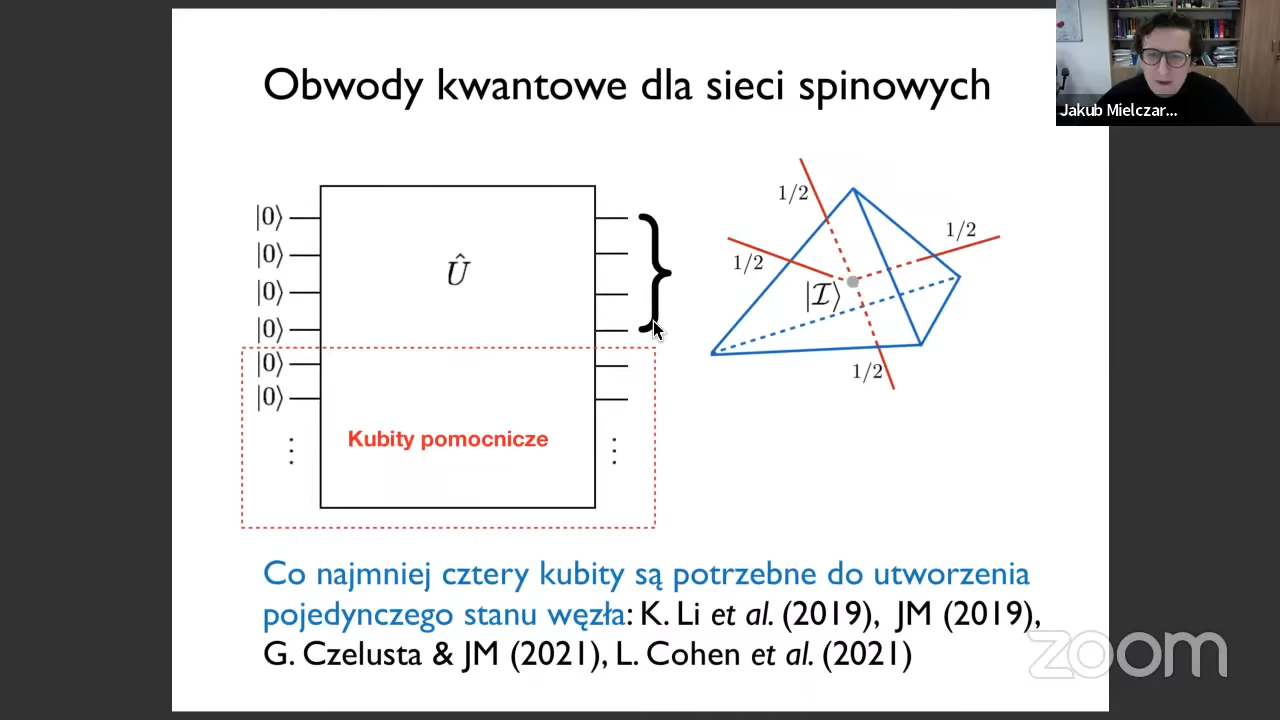 Obwody kwantowe dla sieci spinowych
Jakub Mielczar...
|0⟩
|0⟩
|0⟩
|0⟩
|0⟩
|0⟩
⋮
Û
Kubity pomocnicze
⋮
1/2
1/2
1/2
|ℐ⟩
1/2
Co najmniej cztery kubity są potrzebne do utworzenia
pojedynczego stanu węzła: K. Li et al. (2019), JM (2019),
G. Czelusta & JM (2021), L. Cohen et al. (2021)
zoom